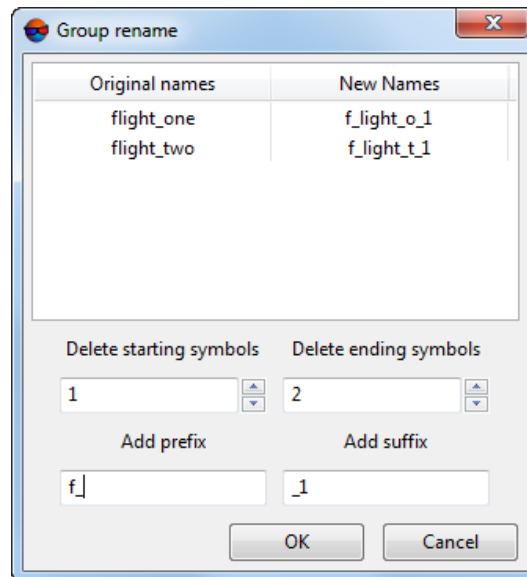 Group rename
Original names New Names
flight_one f_light_o_1
flight_two f_light_t_1
Delete starting symbols Delete ending symbols
1 2
Add prefix Add suffix
f_ _1
OK Cancel